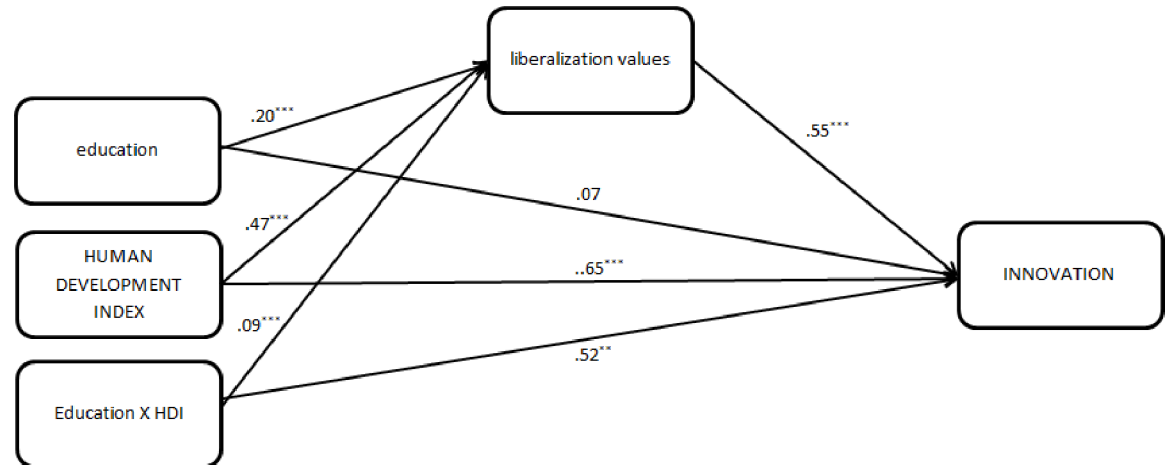 liberalization values
.20***
.55***
education
.07
.47***
HUMAN
DEVELOPMENT
INDEX
..65***
INNOVATION
.09***
.52**
Education X HDI